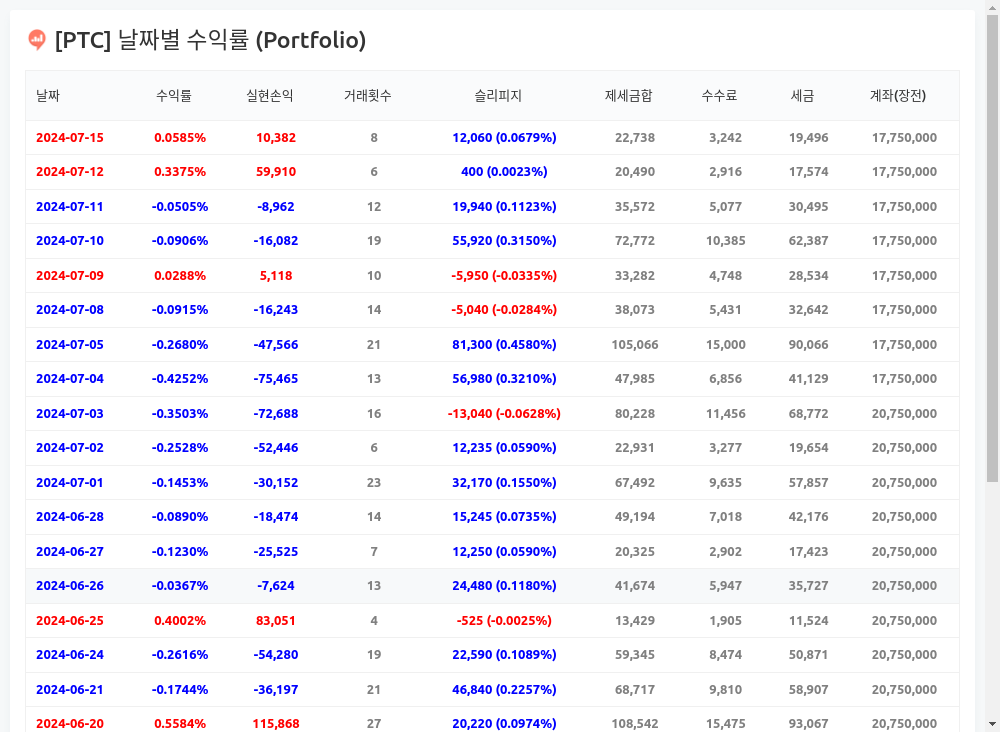 [PTC] 날짜별 수익률 (Portfolio)
날짜 수익률 실현손익 거래횟수 슬리피지 제세금합 수수료 세금 계좌(장전)
2024-07-15 0.0585% 10,382 8 12,060 (0.0679%) 22,738 3,242 19,496 17,750,000
2024-07-12 0.3375% 59,910 6 400 (0.0023%) 20,490 2,916 17,574 17,750,000
2024-07-11 -0.0505% -8,962 12 19,940 (0.1123%) 35,572 5,077 30,495 17,750,000
2024-07-10 -0.0906% -16,082 19 55,920 (0.3150%) 72,772 10,385 62,387 17,750,000
2024-07-09 0.0288% 5,118 10 -5,950 (-0.0335%) 33,282 4,748 28,534 17,750,000
2024-07-08 -0.0915% -16,243 14 -5,040 (-0.0284%) 38,073 5,431 32,642 17,750,000
2024-07-05 -0.2680% -47,566 21 81,300 (0.4580%) 105,066 15,000 90,066 17,750,000
2024-07-04 -0.4252% -75,465 13 56,980 (0.3210%) 47,985 6,856 41,129 17,750,000
2024-07-03 -0.3503% -72,688 16 -13,040 (-0.0628%) 80,228 11,456 68,772 20,750,000
2024-07-02 -0.2528% -52,446 6 12,235 (0.0590%) 22,931 3,277 19,654 20,750,000
2024-07-01 -0.1453% -30,152 23 32,170 (0.1550%) 67,492 9,635 57,857 20,750,000
2024-06-28 -0.0890% -18,474 14 15,245 (0.0735%) 49,194 7,018 42,176 20,750,000
2024-06-27 -0.1230% -25,525 7 12,250 (0.0590%) 20,325 2,902 17,423 20,750,000
2024-06-26 -0.0367% -7,624 13 24,480 (0.1180%) 41,674 5,947 35,727 20,750,000
2024-06-25 0.4002% 83,051 4 -525 (-0.0025%) 13,429 1,905 11,524 20,750,000
2024-06-24 -0.2616% -54,280 19 22,590 (0.1089%) 59,345 8,474 50,871 20,750,000
2024-06-21 -0.1744% -36,197 21 46,840 (0.2257%) 68,717 9,810 58,907 20,750,000
2024-06-20 0.5584% 115,868 27 20,220 (0.0974%) 108,542 15,475 93,067 20,750,000